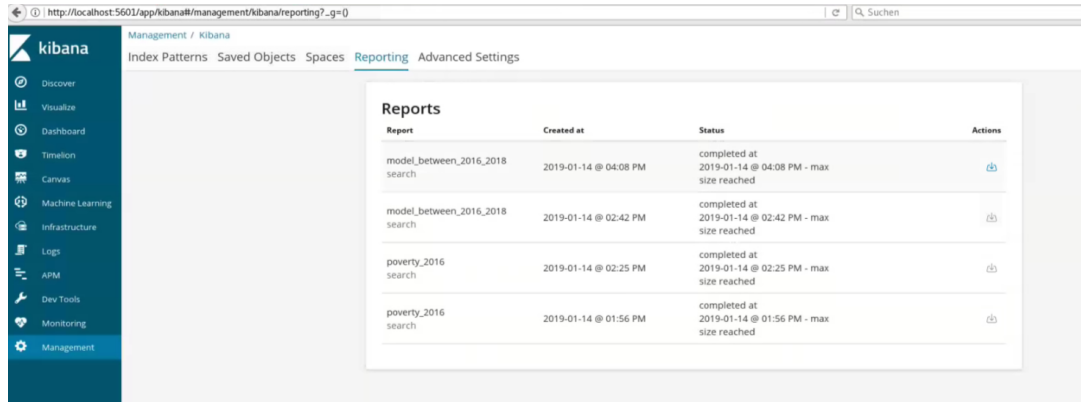 http://localhost:5601/app/kibana#/management/kibana/reporting?_g=()
Suchen
kibana
Discover
Visualize
Dashboard
Timelion
Canvas
Machine Learning
Infrastructure
Logs
APM
Dev Tools
Monitoring
Management
Management / Kibana
Index Patterns Saved Objects Spaces Reporting Advanced Settings
Reports
Report Created at Status Actions
model_between_2016_2018
search
2019-01-14 @ 04:08 PM
completed at
2019-01-14 @ 04:08 PM - max
size reached
model_between_2016_2018
search
2019-01-14 @ 02:42 PM
completed at
2019-01-14 @ 02:42 PM - max
size reached
poverty_2016
search
2019-01-14 @ 02:25 PM
completed at
2019-01-14 @ 02:25 PM - max
size reached
poverty_2016
search
2019-01-14 @ 01:56 PM
completed at
2019-01-14 @ 01:56 PM - max
size reached